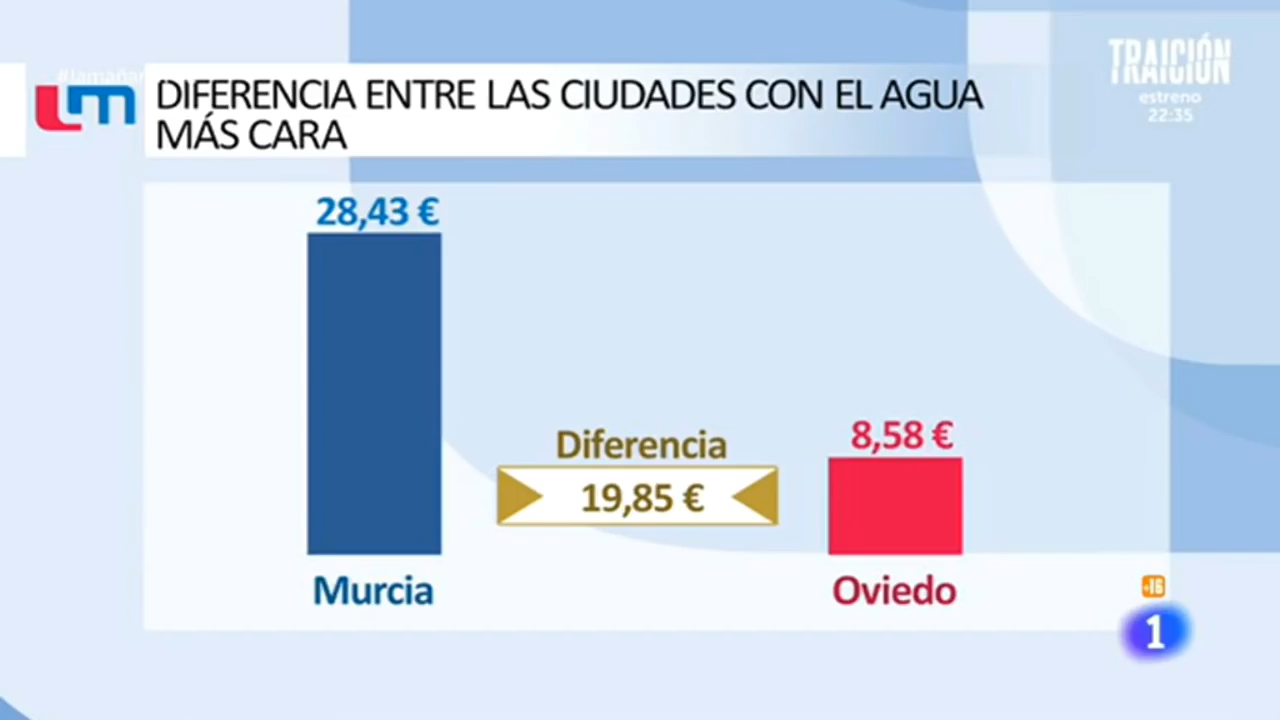 #lamañan
DIFERENCIA ENTRE LAS CIUDADES CON EL AGUA
MÁS CARA
TRAICIÓN
estreno
22:35
28,43 €
Diferencia
19,85 €
8,58 €
Murcia
Oviedo
+16
1